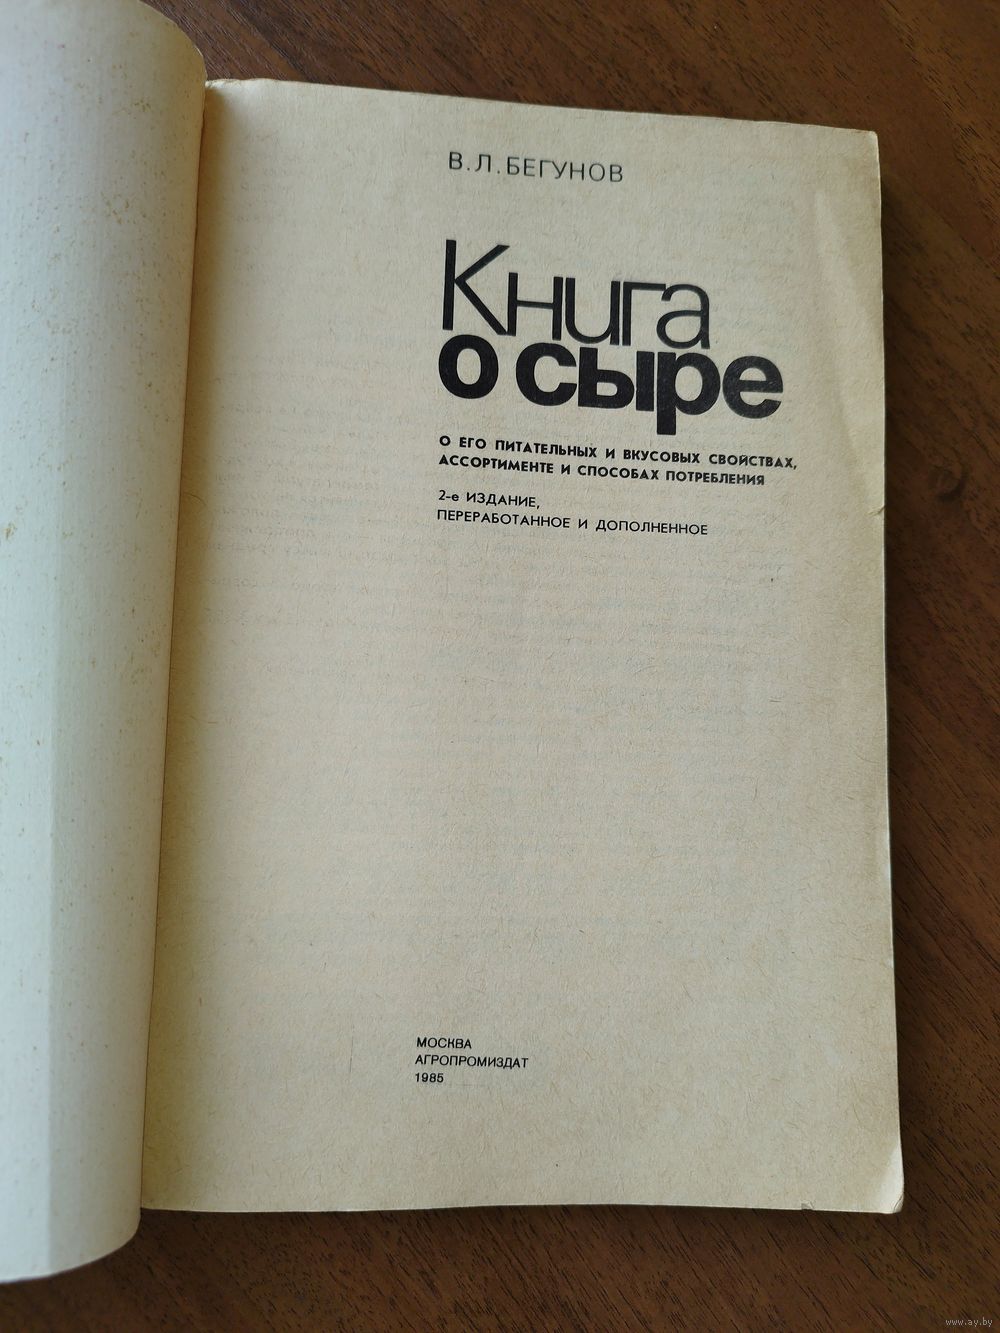 В.Л.БЕГУНОВ
Книга
о сыре
О ЕГО ПИТАТЕЛЬНЫХ И ВКУСОВЫХ СВОЙСТВАХ,
АССОРТИМЕНТЕ И СПОСОБАХ ПОТРЕБЛЕНИЯ
2-е ИЗДАНИЕ,
ПЕРЕРАБОТАННОЕ И ДОПОЛНЕННОЕ
МОСКВА
АГРОПРОМИЗДАТ
1985
www.ay.by